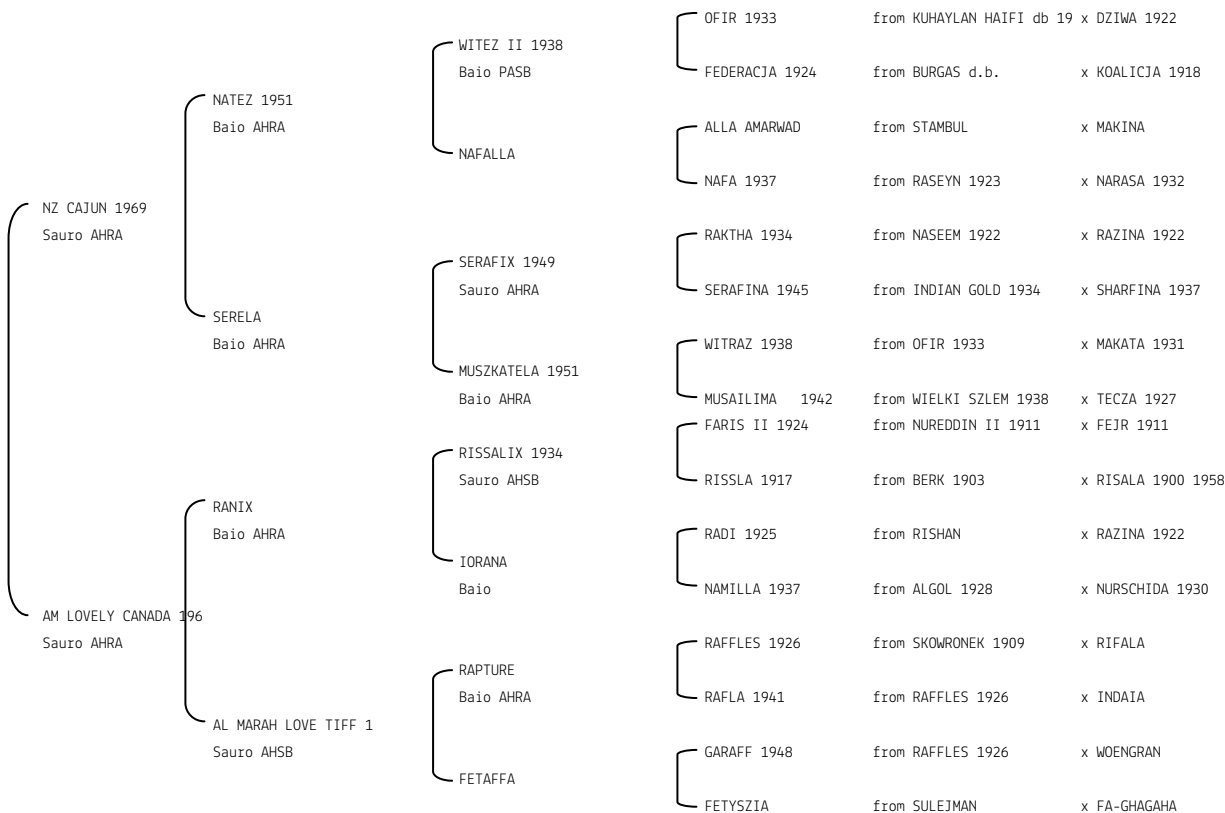 OFIR 1933 from KUHAYLAN HAIFI db 19 x DZIWA 1922
WITEZ II 1938
Baio PASB
FEDERACJA 1924 from BURGAS d.b. x KOALICJA 1918
NATEZ 1951
Baio AHRA
ALLA AMARWAD from STAMBUL x MAKINA
NAFALLA
NAFA 1937 from RASEYN 1923 x NARASA 1932
NZ CAJUN 1969
Sauro AHRA
RAKTHA 1934 from NASEEM 1922 x RAZINA 1922
SERAFIX 1949
Sauro AHRA
SERAFINA 1945 from INDIAN GOLD 1934 x SHARFINA 1937
SERELA
Baio AHRA
WITRAZ 1938 from OFIR 1933 x MAKATA 1931
MUSZKATELA 1951
Baio AHRA
MUSAILIMA 1942 from WIELKI SZLEM 1938 x TECZA 1927
FARIS II 1924 from NUREDDIN II 1911 x FEJR 1911
RISSALIX 1934
Sauro AHSB
RISSLA 1917 from BERK 1903 x RISALA 1900 1958
RANIX
Baio AHRA
RADI 1925 from RISHAN x RAZINA 1922
IORANA
Baio
NAMILLA 1937 from ALGOL 1928 x NURSCHIDA 1930
AM LOVELY CANADA 196
Sauro AHRA
RAFFLES 1926 from SKOWRONEK 1909 x RIFALA
RAPTURE
Baio AHRA
RAFLA 1941 from RAFFLES 1926 x INDAIA
AL MARAH LOVE TIFF 1
Sauro AHSB
GARAFF 1948 from RAFFLES 1926 x WOENGRAN
FETAFFA
FETYSZIA from SULEJMAN x FA-GHAGAHA